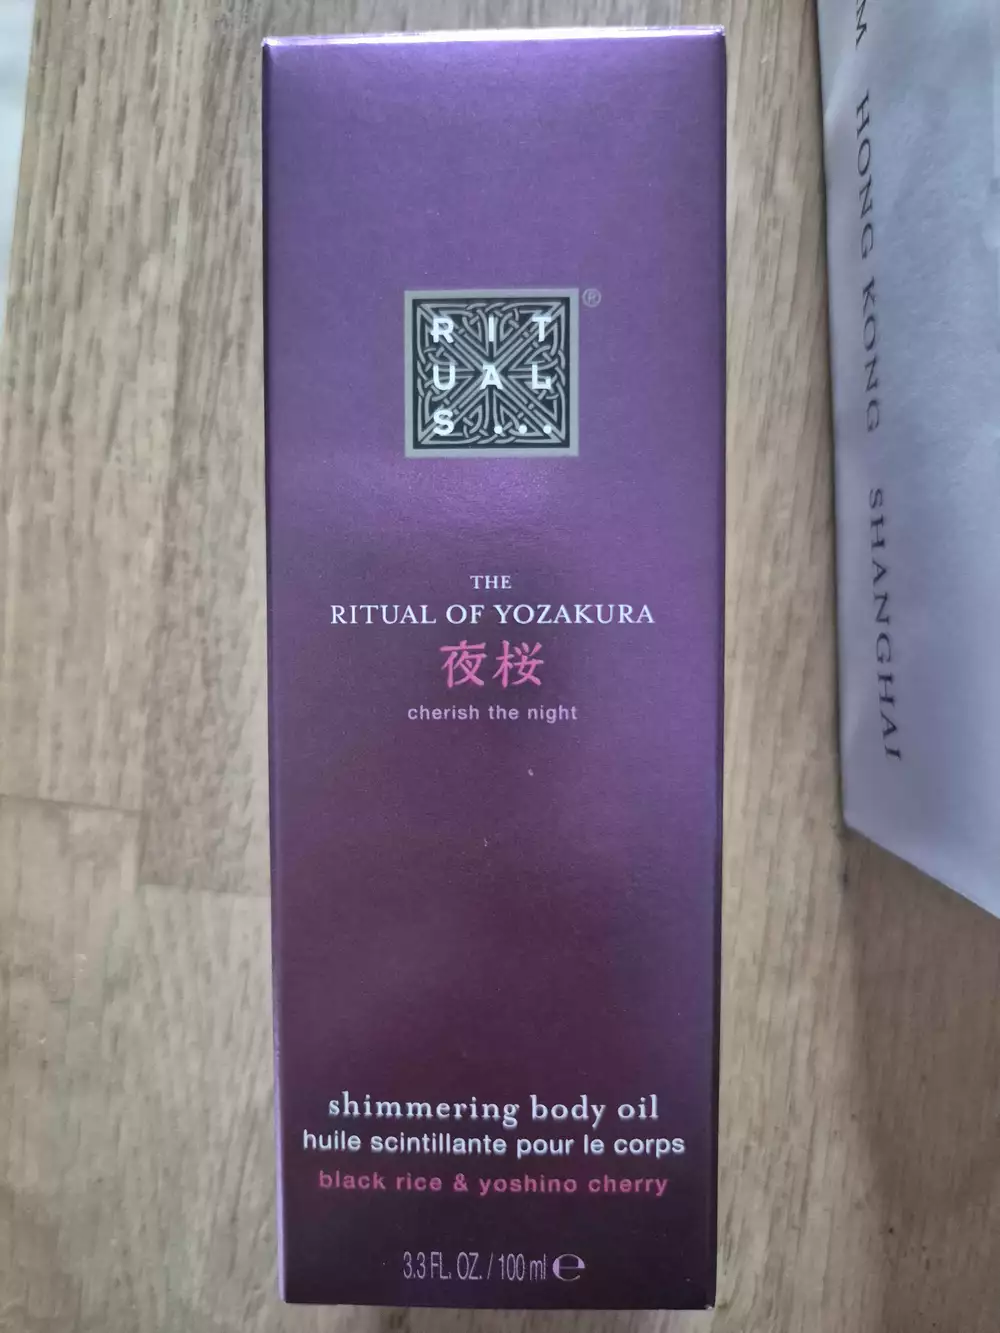 RIT
UAL
S...
®
THE
RITUAL OF YOZAKURA
夜桜
cherish the night
shimmering body oil
huile scintillante pour le corps
black rice & yoshino cherry
3.3 FL. OZ. / 100 ml ℮
HONG KONG SHANGHAI